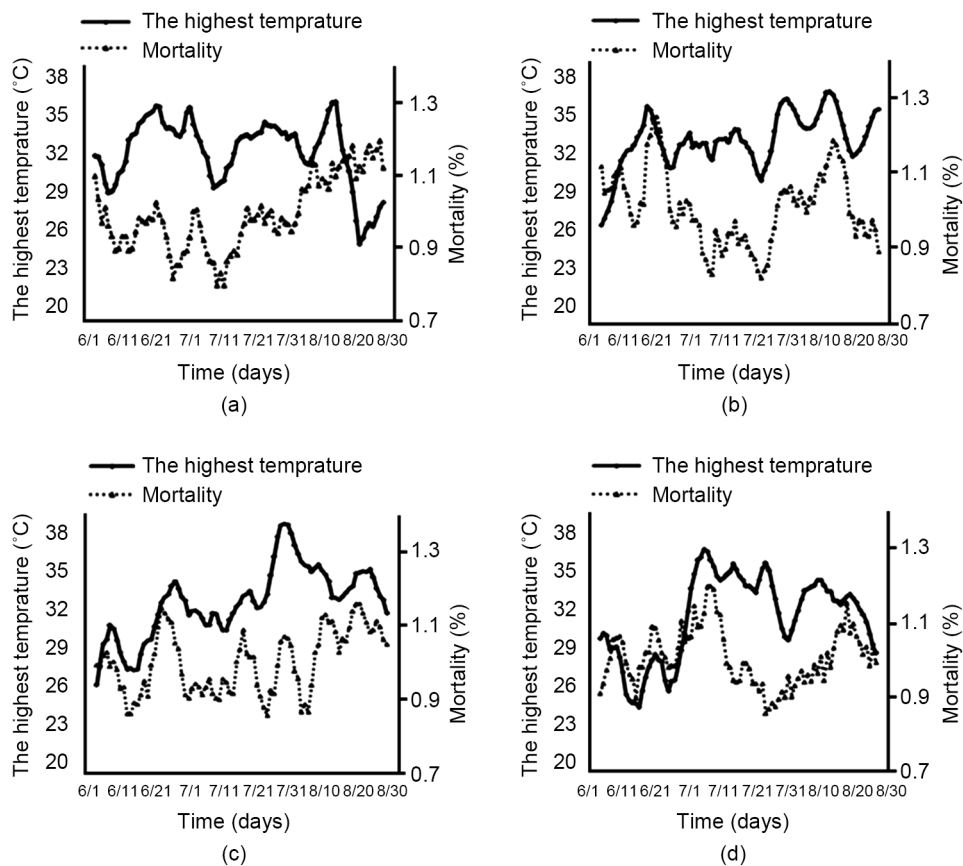 The highest temprature
Mortality
The highest temprature (˚C)
38
35
32
29
26
23
20
1.3
1.1
0.9
0.7
Mortality (%)
6/1 6/11 6/21 7/1 7/11 7/21 7/31 8/10 8/20 8/30
Time (days)
(a)
The highest temprature
Mortality
The highest temprature (˚C)
38
35
32
29
26
23
20
1.3
1.1
0.9
0.7
Mortality (%)
6/1 6/11 6/21 7/1 7/11 7/21 7/31 8/10 8/20 8/30
Time (days)
(b)
The highest temprature
Mortality
The highest temprature (˚C)
38
35
32
29
26
23
20
1.3
1.1
0.9
0.7
Mortality (%)
6/1 6/11 6/21 7/1 7/11 7/21 7/31 8/10 8/20 8/30
Time (days)
(c)
The highest temprature
Mortality
The highest temprature (˚C)
38
35
32
29
26
23
20
1.3
1.1
0.9
0.7
Mortality (%)
6/1 6/11 6/21 7/1 7/11 7/21 7/31 8/10 8/20 8/30
Time (days)
(d)